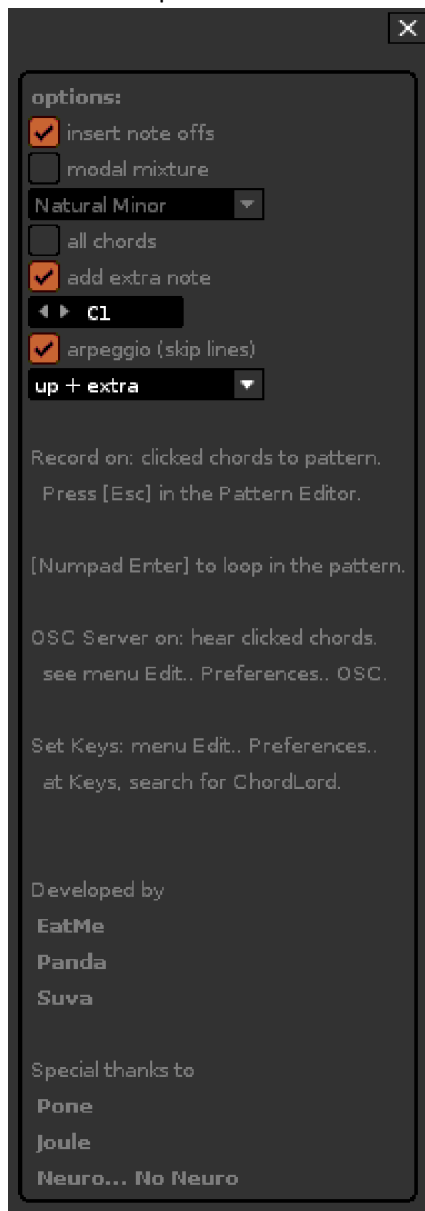 options:
insert note offs
modal mixture
Natural Minor
all chords
add extra note
C1
arpeggio (skip lines)
up + extra
Record on: clicked chords to pattern.
Press [Esc] in the Pattern Editor.
[Numpad Enter] to loop in the pattern.
OSC Server on: hear clicked chords.
see menu Edit.. Preferences.. OSC.
Set Keys: menu Edit.. Preferences..
at Keys, search for ChordLord.
Developed by
EatMe
Panda
Suva
Special thanks to
Pone
Joule
Neuro... No Neuro